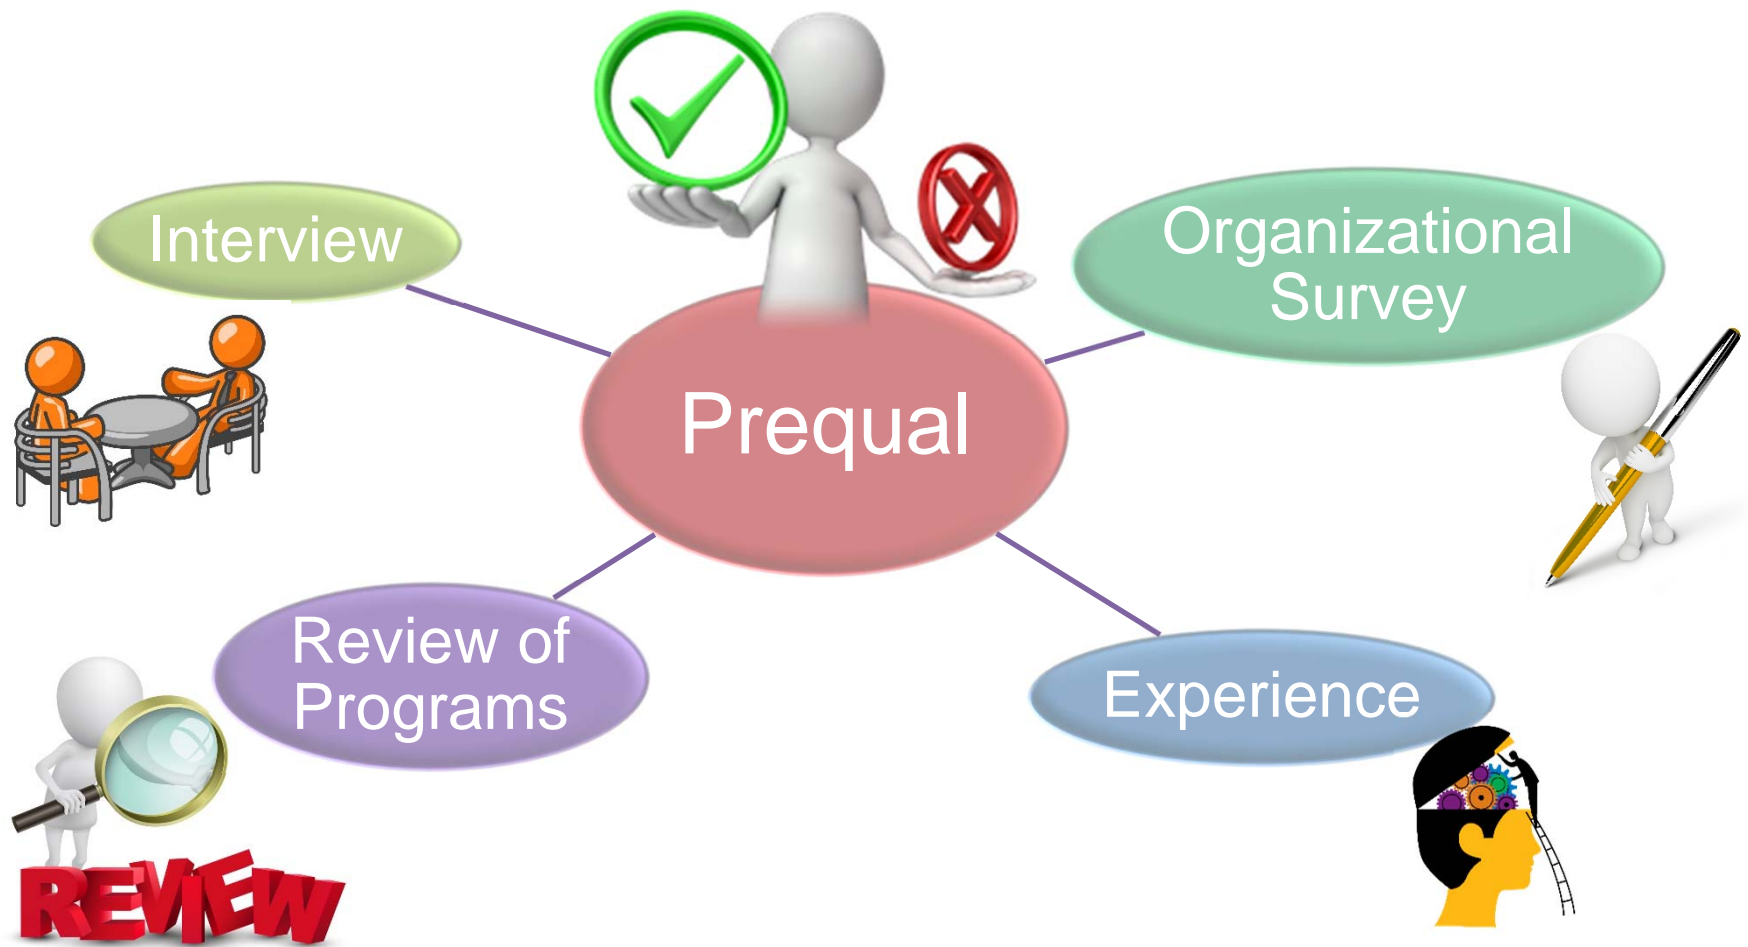 Interview
Organizational
Survey
Prequal
Review of
Programs
Experience
REVIEW